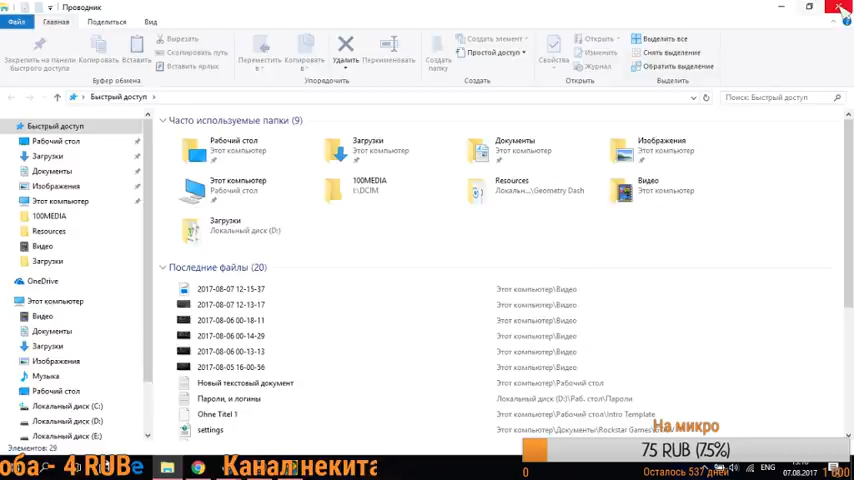 Проводник
Файл Главная Поделиться Вид
Закрепить на панели быстрого доступа
Копировать
Вставить
Вырезать
Скопировать путь
Вставить ярлык
Переместить в
Копировать в
Удалить
Переименовать
Создать папку
Создать элемент
Простой доступ
Свойства
Открыть
Изменить
Журнал
Выделить все
Снять выделение
Обратить выделение
Буфер обмена Упорядочить Создать Открыть Выделить
Быстрый доступ
Поиск: Быстрый доступ
Быстрый доступ
Рабочий стол
Загрузки
Документы
Изображения
Этот компьютер
100MEDIA
Resources
Видео
Загрузки
OneDrive
Этот компьютер
Видео
Документы
Загрузки
Изображения
Музыка
Рабочий стол
Локальный диск (C:)
Локальный диск (D:)
Локальный диск (E:)
Часто используемые папки (9)
Рабочий стол
Этот компьютер
Загрузки
Этот компьютер
Документы
Этот компьютер
Изображения
Этот компьютер
Этот компьютер
Рабочий стол
100MEDIA
I:\DCIM
Resources
Локальн...\Geometry Dash
Видео
Этот компьютер
Загрузки
Локальный диск (D:)
Последние файлы (20)
2017-08-07 12-15-37 Этот компьютер\Видео
2017-08-07 12-13-17 Этот компьютер\Видео
2017-08-06 00-18-11 Этот компьютер\Видео
2017-08-06 00-14-29 Этот компьютер\Видео
2017-08-06 00-13-13 Этот компьютер\Видео
2017-08-05 16-00-56 Этот компьютер\Видео
Новый текстовый документ Этот компьютер\Рабочий стол
Пароли, и логины Локальный диск (D:)\Раб. стол\Пароли
Ohne Titel 1 Этот компьютер\Рабочий стол\Intro Template
settings Этот компьютер\Документы\Rockstar Games\
Элементов: 29
На микро
75 RUB (7.5%)
0 Осталось 537 дней 1 000
оба - 4 RUB Канал некита
ENG
07.08.2017